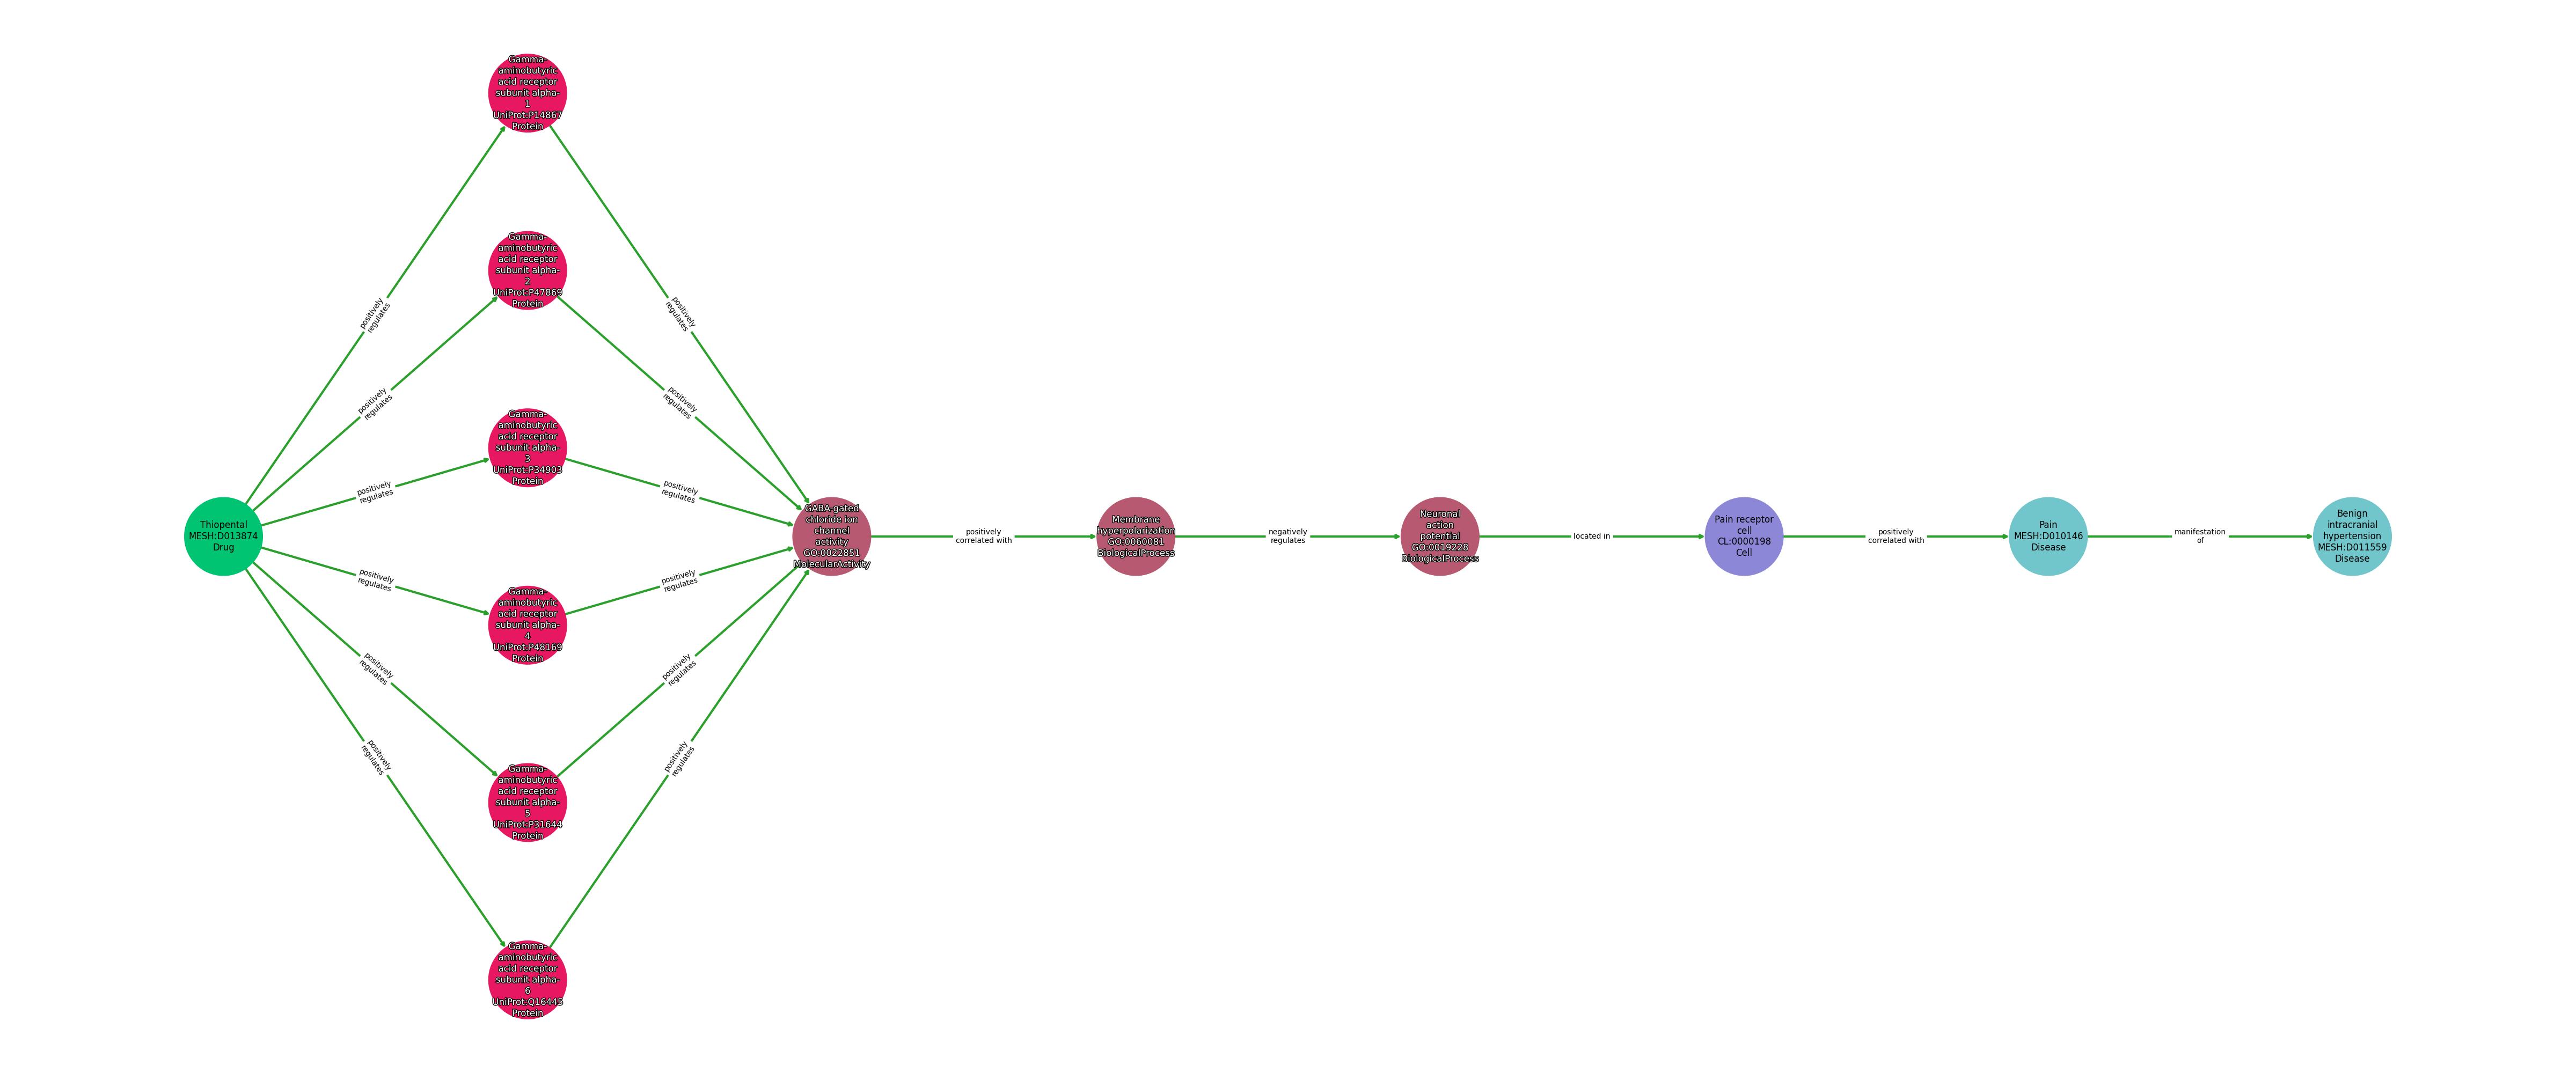 Gamma-
aminobutyric
acid receptor
subunit alpha-
1
UniProt:P14867
Protein
Gamma-
aminobutyric
acid receptor
subunit alpha-
2
UniProt:P47869
Protein
positively
regulates
positively
regulates
positively
regulates
positively
regulates
Gamma-
aminobutyric
acid receptor
subunit alpha-
3
UniProt:P34903
Protein
positively
regulates
positively
regulates
Thiopental
MESH:D013874
Drug
GABA-gated
chloride ion
channel
activity
GO:0022851
MolecularActivity
positively
correlated with
Membrane
hyperpolarization
GO:0060081
BiologicalProcess
negatively
regulates
Neuronal
action
potential
GO:0019228
BiologicalProcess
located in
Pain receptor
cell
CL:0000198
Cell
positively
correlated with
Pain
MESH:D010146
Disease
manifestation
of
Benign
intracranial
hypertension
MESH:D011559
Disease
positively
regulates
positively
regulates
Gamma-
aminobutyric
acid receptor
subunit alpha-
4
UniProt:P48169
Protein
positively
regulates
positively
regulates
positively
regulates
positively
regulates
Gamma-
aminobutyric
acid receptor
subunit alpha-
5
UniProt:P31644
Protein
Gamma-
aminobutyric
acid receptor
subunit alpha-
6
UniProt:Q16445
Protein